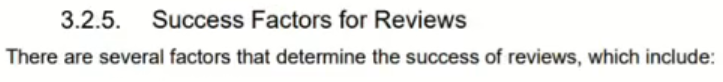 3.2.5. Success Factors for Reviews
There are several factors that determine the success of reviews, which include: